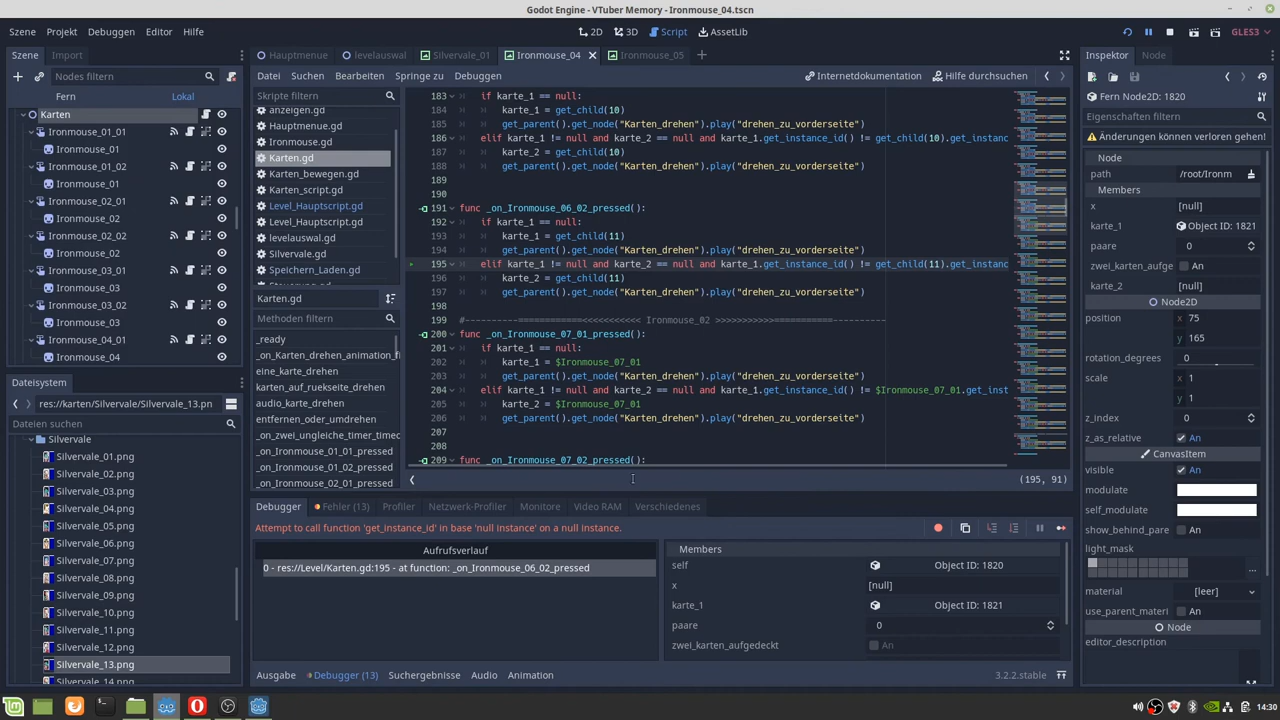 Godot Engine - VTuber Memory - Ironmouse_04.tscn
Szene Projekt Debuggen Editor Hilfe
2D 3D Script AssetLib
GLES3
Szene Import
Nodes filtern
Fern Lokal
Karten
Ironmouse_01_01
Ironmouse_01
Ironmouse_01_02
Ironmouse_01
Ironmouse_02_01
Ironmouse_02
Ironmouse_02_02
Ironmouse_02
Ironmouse_03_01
Ironmouse_03
Ironmouse_03_02
Ironmouse_03
Ironmouse_04_01
Ironmouse_04
Dateisystem
res://karten/Silvervale/Silvervale_13.pn
Dateien suchen
Silvervale
Silvervale_01.png
Silvervale_02.png
Silvervale_03.png
Silvervale_04.png
Silvervale_05.png
Silvervale_06.png
Silvervale_07.png
Silvervale_08.png
Silvervale_09.png
Silvervale_10.png
Silvervale_11.png
Silvervale_12.png
Silvervale_13.png
Silvervale_14.png
Hauptmenue levelauswal Silvervale_01 Ironmouse_04 Ironmouse_05
Datei Suchen Bearbeiten Springe zu Debuggen
Internetdokumentation Hilfe durchsuchen
Skripte filtern
anzeigen.gd
Hauptmenue.gd
Ironmouse.gd
Karten.gd
Karten_bewegen.gd
Karten_script.gd
Level_Hauptscript.gd
Level_Hauptscript.gd
levelauswal.gd
Silvervale.gd
Speichern_Laden.gd
Karten.gd
Methoden filtern
_ready
_on_Karten_drehen_animation_f
eine_karte_drehen
karten_auf_ruekseite_drehen
audio_karte_drehen
entfernen_oder_umdrehen
_on_zwei_ungleiche_timer_timeo
_on_Ironmouse_01_01_pressed
_on_Ironmouse_01_02_pressed
_on_Ironmouse_02_01_pressed
183 if karte_1 == null:
184 karte_1 = get_child(10)
185 get_parent().get_node("Karten_drehen").play("drehen_zu_vorderseite")
186 elif karte_1 != null and karte_2 == null and karte_1.get_instance_id() != get_child(10).get_instanc
187 karte_2 = get_child(10)
188 get_parent().get_node("Karten_drehen").play("drehen_zu_vorderseite")
189
190
191 func _on_Ironmouse_06_02_pressed():
192 if karte_1 == null:
193 karte_1 = get_child(11)
194 get_parent().get_node("Karten_drehen").play("drehen_zu_vorderseite")
195 elif karte_1 != null and karte_2 == null and karte_1.get_instance_id() != get_child(11).get_instanc
196 karte_2 = get_child(11)
197 get_parent().get_node("Karten_drehen").play("drehen_zu_vorderseite")
198
199 #----------==================<<<<<< Ironmouse_02 >>>>>>==================---------
200 func _on_Ironmouse_07_01_pressed():
201 if karte_1 == null:
202 karte_1 = $Ironmouse_07_01
203 get_parent().get_node("Karten_drehen").play("drehen_zu_vorderseite")
204 elif karte_1 != null and karte_2 == null and karte_1.get_instance_id() != $Ironmouse_07_01.get_inst
205 karte_2 = $Ironmouse_07_01
206 get_parent().get_node("Karten_drehen").play("drehen_zu_vorderseite")
207
208
209 func _on_Ironmouse_07_02_pressed():
(195, 91)
Debugger Fehler (13) Profiler Netzwerk-Profiler Monitore Video RAM Verschiedenes
Attempt to call function 'get_instance_id' in base 'null instance' on a null instance.
Aufrufsverlauf
0 - res://Level/Karten.gd:195 - at function: _on_Ironmouse_06_02_pressed
Members
self Object ID: 1820
x [null]
karte_1 Object ID: 1821
paare 0
zwei_karten_aufgedeckt An
Ausgabe Debugger (13) Suchergebnisse Audio Animation
3.2.2.stable
Inspektor Node
Fern Node2D: 1820
Eigenschaften filtern
Änderungen können verloren gehen!
Node
path /root/Ironm
Members
x [null]
karte_1 Object ID: 1821
paare 0
zwei_karten_aufge An
karte_2 [null]
Node2D
position x 75
y 165
rotation_degrees 0
scale x 1
y 1
z_index 0
z_as_relative An
CanvasItem
visible An
modulate
self_modulate
show_behind_pare An
light_mask
...
material [leer]
use_parent_materi An
Node
editor_description
14:30